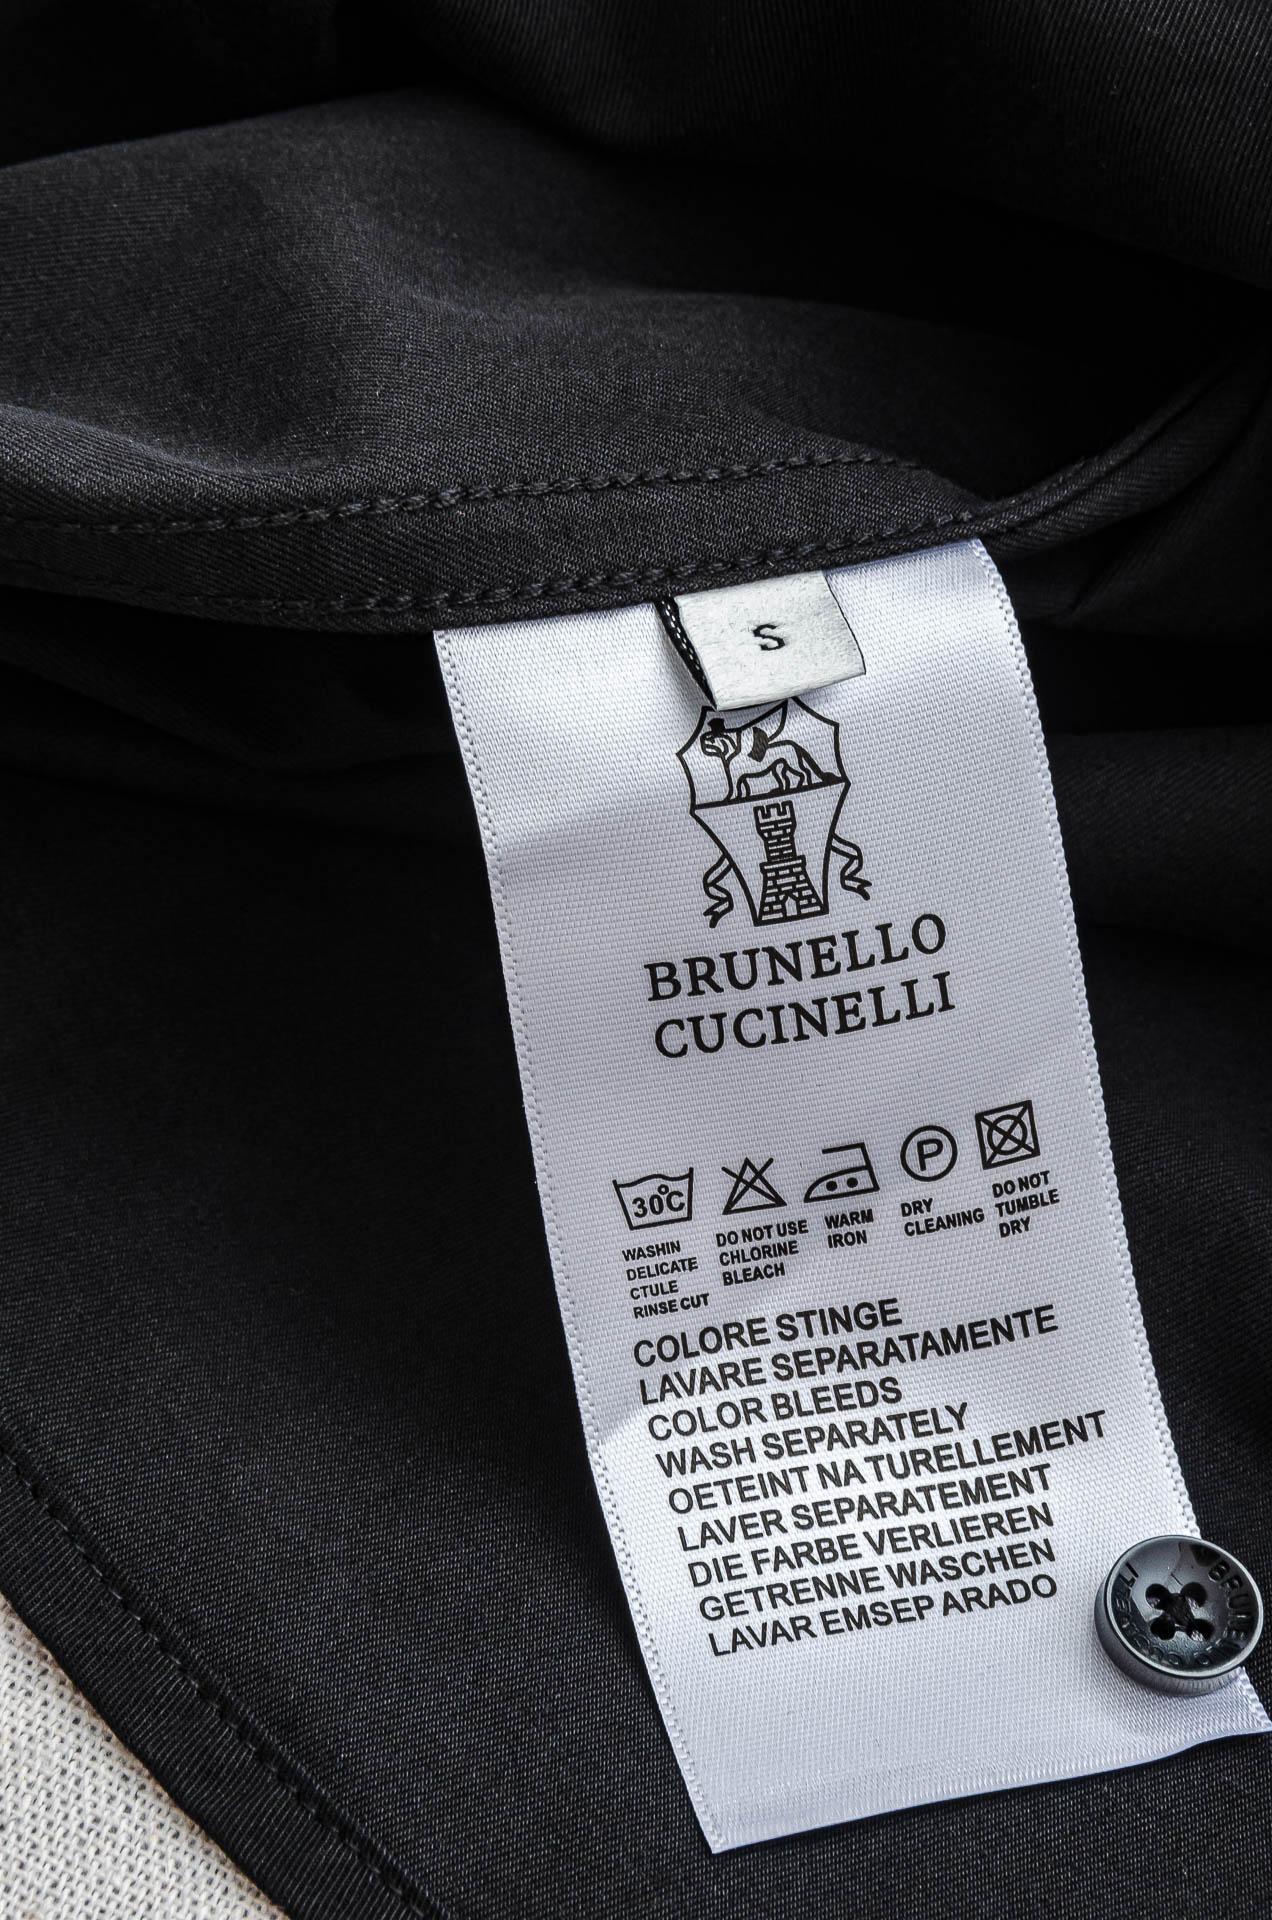 S
BRUNELLO
CUCINELLI
30°C
P
WASHIN
DELICATE
CTULE
RINSE CUT
DO NOT USE
CHLORINE
BLEACH
WARM
IRON
DRY
CLEANING
DO NOT
TUMBLE
DRY
COLORE STINGE
LAVARE SEPARATAMENTE
COLOR BLEEDS
WASH SEPARATELY
OETEINT NA TURELLEMENT
LAVER SEPARATEMENT
DIE FARBE VERLIEREN
GETRENNE WASCHEN
LAVAR EMSEP ARADO